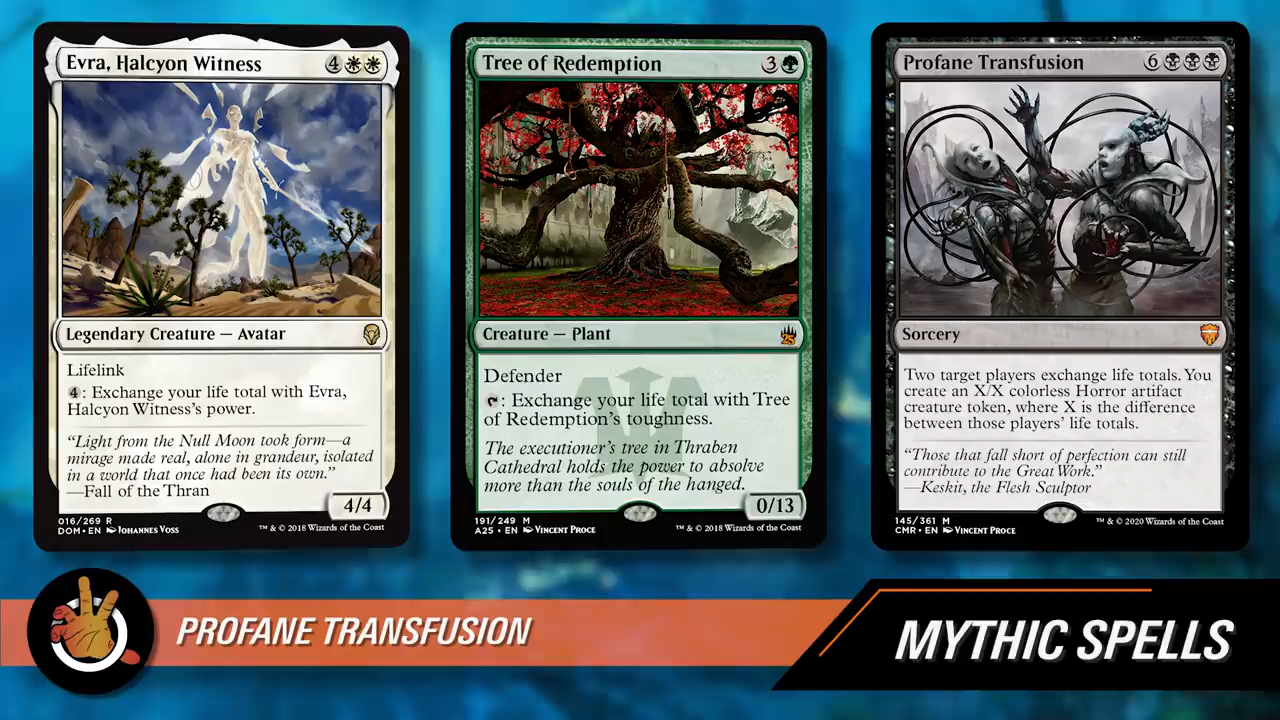 Evra, Halcyon Witness
4
Legendary Creature — Avatar
Lifelink
4: Exchange your life total with Evra,
Halcyon Witness's power.
“Light from the Null Moon took form—a
mirage made real, alone in grandeur, isolated
in a world that once had been its own.”
—Fall of the Thran
4/4
016/269 R
DOM • EN Johannes Voss
™ & © 2018 Wizards of the Coast
Tree of Redemption
3
Creature — Plant
25
Defender
: Exchange your life total with Tree
of Redemption's toughness.
The executioner's tree in Thraben
Cathedral holds the power to absolve
more than the souls of the hanged.
0/13
191/249 M
A25 • EN Vincent Proce
™ & © 2018 Wizards of the Coast
Profane Transfusion
6
Sorcery
Two target players exchange life totals. You
create an X/X colorless Horror artifact
creature token, where X is the difference
between those players' life totals.
“Those that fall short of perfection can still
contribute to the Great Work.”
—Keskit, the Flesh Sculptor
145/361 M
CMR • EN Vincent Proce
™ & © 2020 Wizards of the Coast
PROFANE TRANSFUSION
MYTHIC SPELLS